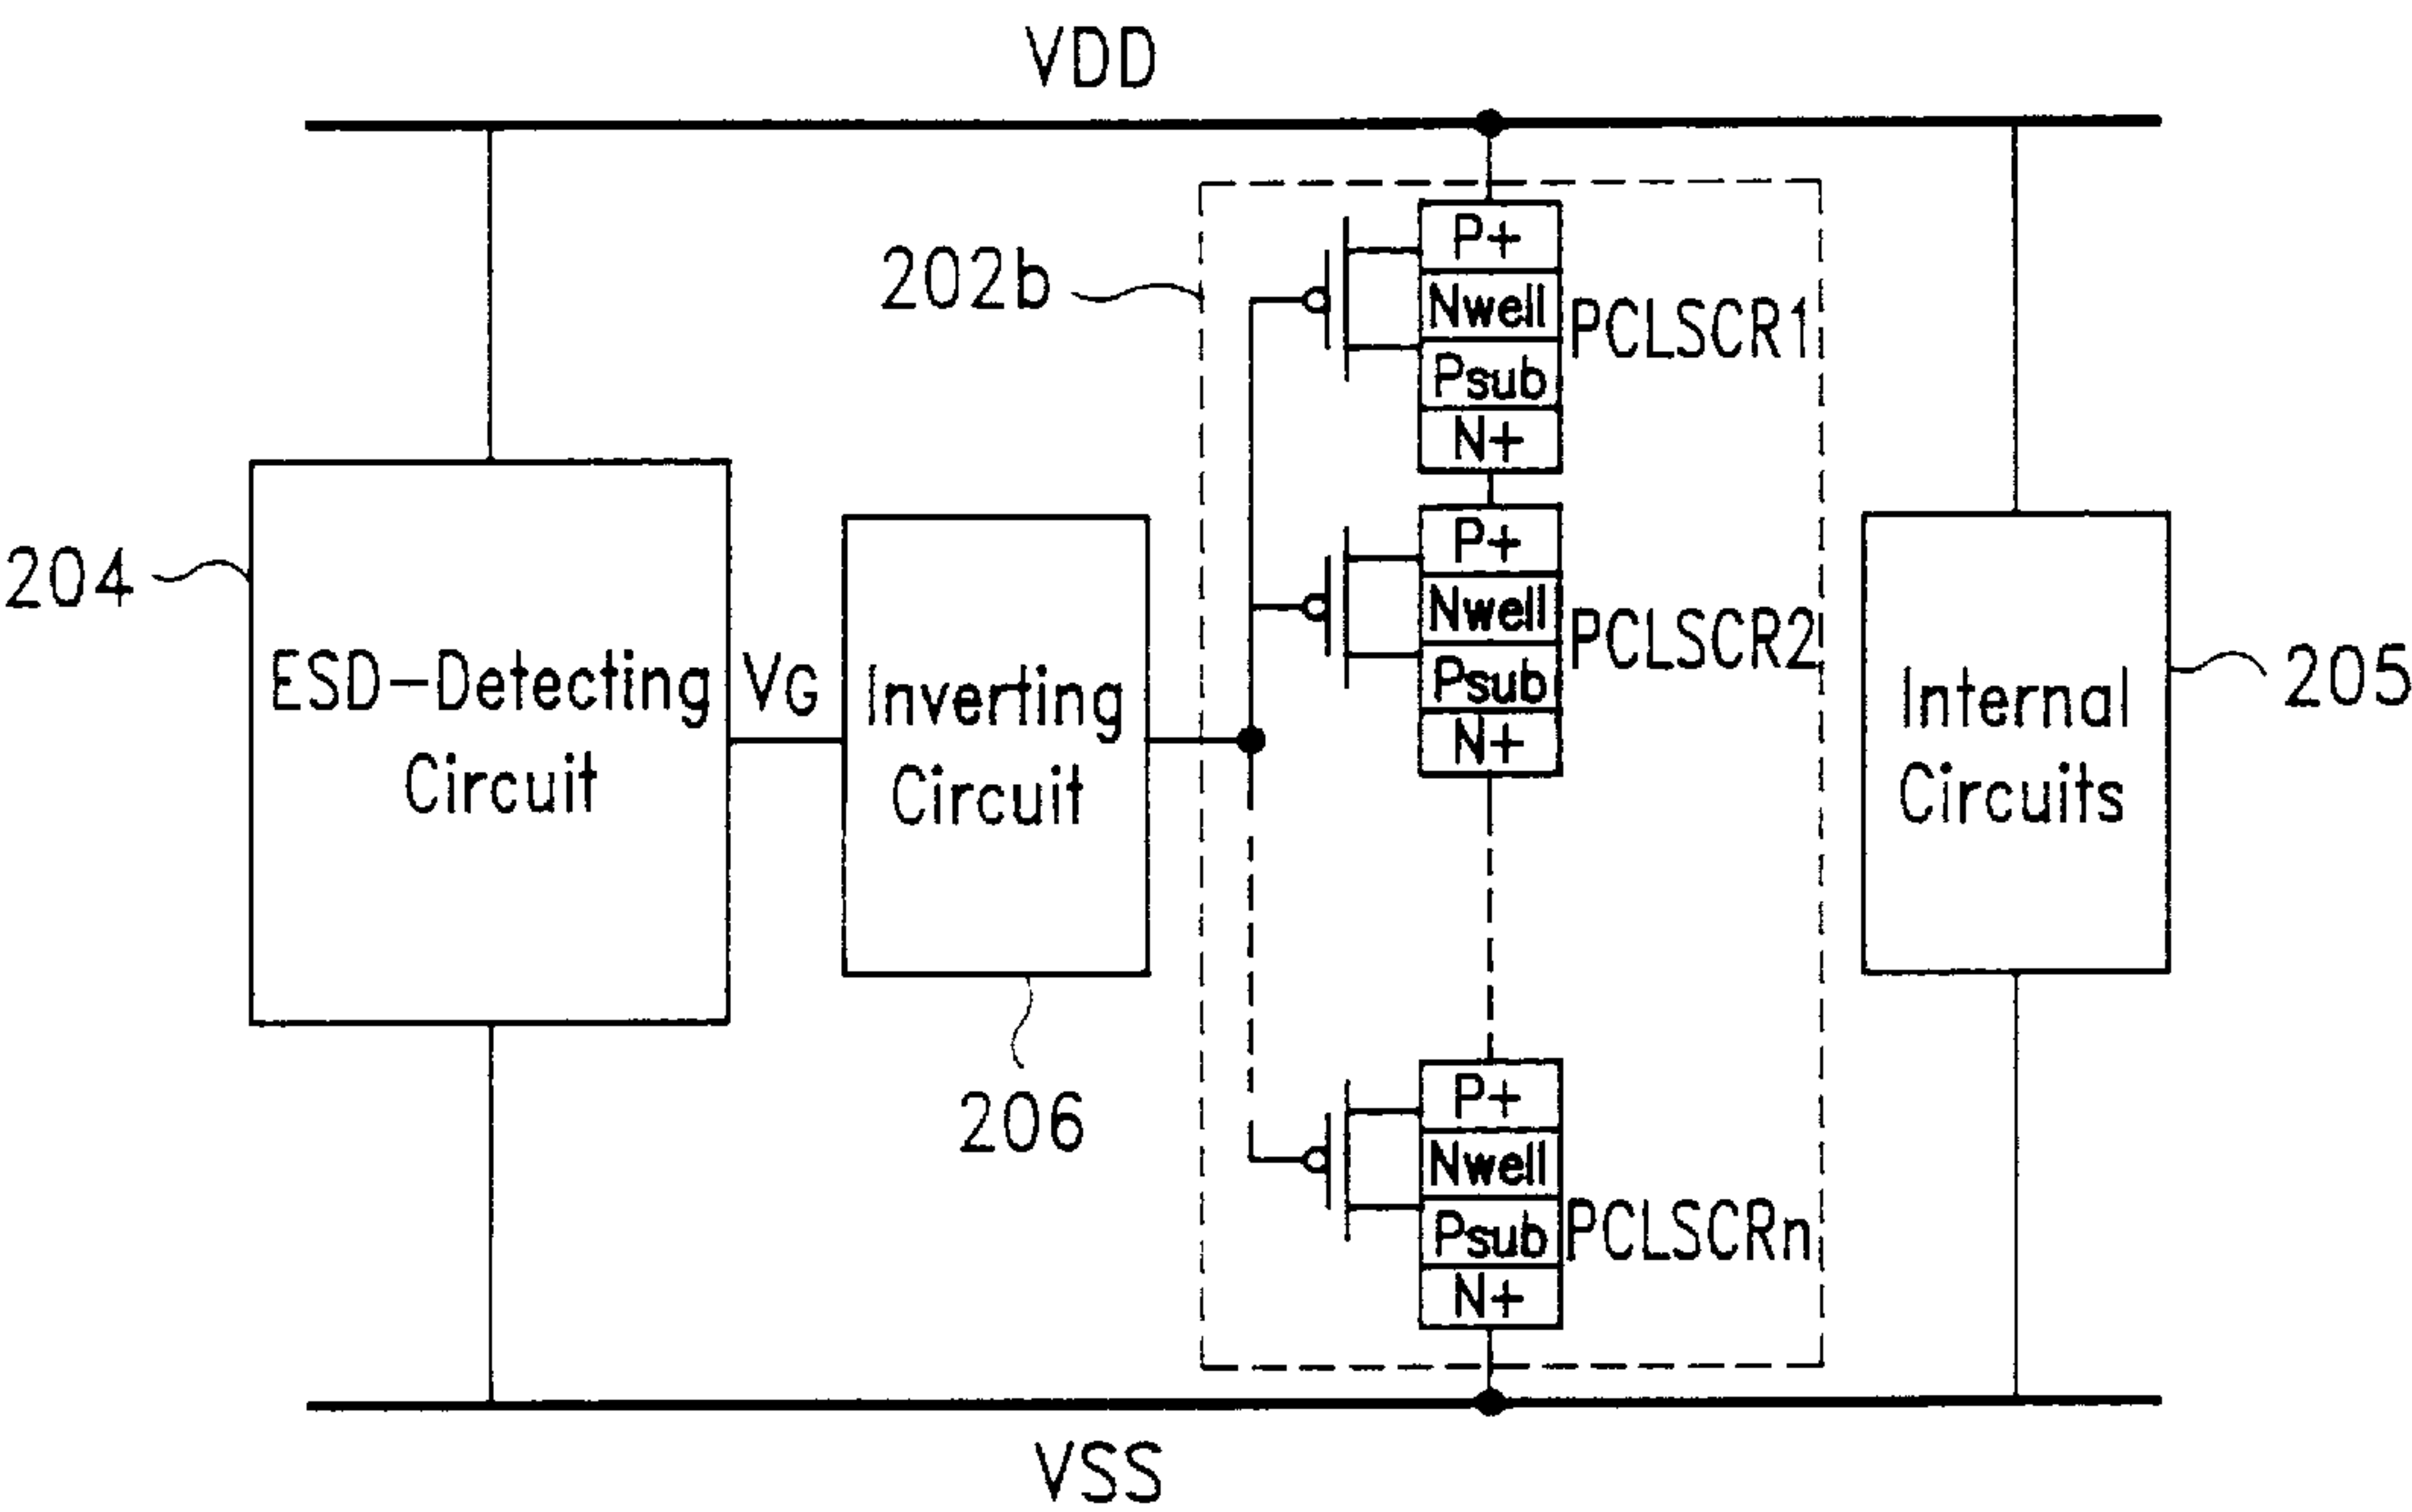 VDD
202b
P+
Nwell
Psub
N+
PCLSCR1
P+
Nwell
Psub
N+
PCLSCR2
204
ESD-Detecting
Circuit
VG
Inverting
Circuit
206
Internal
Circuits
205
P+
Nwell
Psub
N+
PCLSCRn
VSS